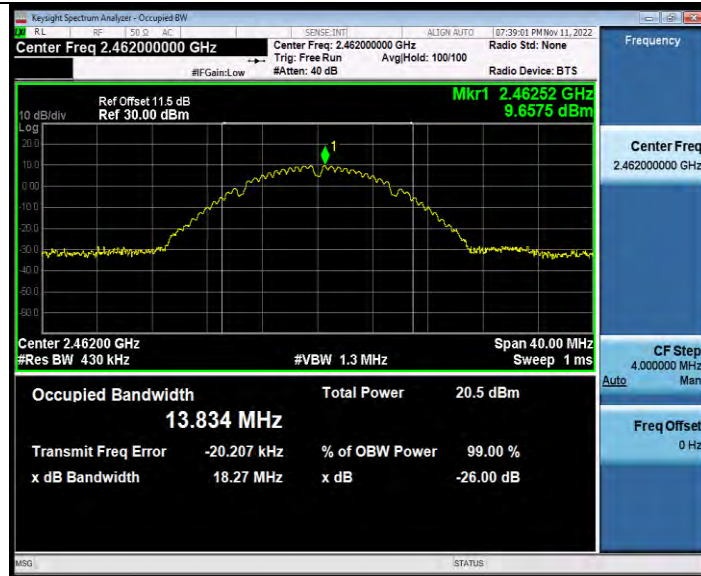 Keysight Spectrum Analyzer - Occupied BW
LXI RL RF 50 Ω AC SENSE:INT ALIGN AUTO 07:39:01 PM Nov 11, 2022
Center Freq 2.462000000 GHz
Center Freq: 2.462000000 GHz
Radio Std: None
Trig: Free Run Avg|Hold: 100/100
#IFGain:Low #Atten: 40 dB Radio Device: BTS
Frequency
Ref Offset 11.5 dB
10 dB/div Ref 30.00 dBm
Mkr1 2.46252 GHz
9.6575 dBm
Log
20.0
10.0
0.00
-10.0
-20.0
-30.0
-40.0
-50.0
-60.0
1
Center 2.46200 GHz Span 40.00 MHz
#Res BW 430 kHz #VBW 1.3 MHz Sweep 1 ms
Occupied Bandwidth
13.834 MHz
Total Power 20.5 dBm
Transmit Freq Error -20.207 kHz % of OBW Power 99.00 %
x dB Bandwidth 18.27 MHz x dB -26.00 dB
Center Freq
2.462000000 GHz
CF Step
4.000000 MHz
Auto Man
Freq Offset
0 Hz
MSG STATUS